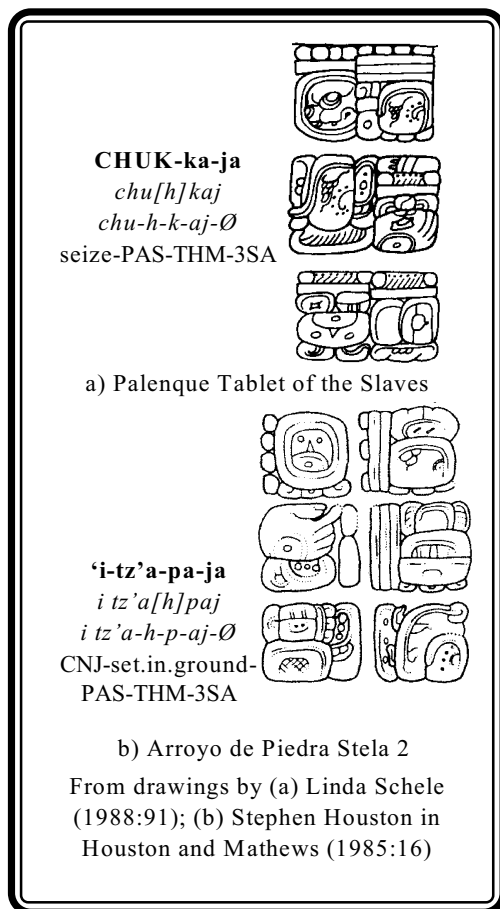 CHUK-ka-ja
chu[h]kaj
chu-h-k-aj-Ø
seize-PAS-THM-3SA
a) Palenque Tablet of the Slaves
‘i-tz’a-pa-ja
i tz’a[h]paj
i tz’a-h-p-aj-Ø
CNJ-set.in.ground-
PAS-THM-3SA
b) Arroyo de Piedra Stela 2
From drawings by (a) Linda Schele
(1988:91); (b) Stephen Houston in
Houston and Mathews (1985:16)